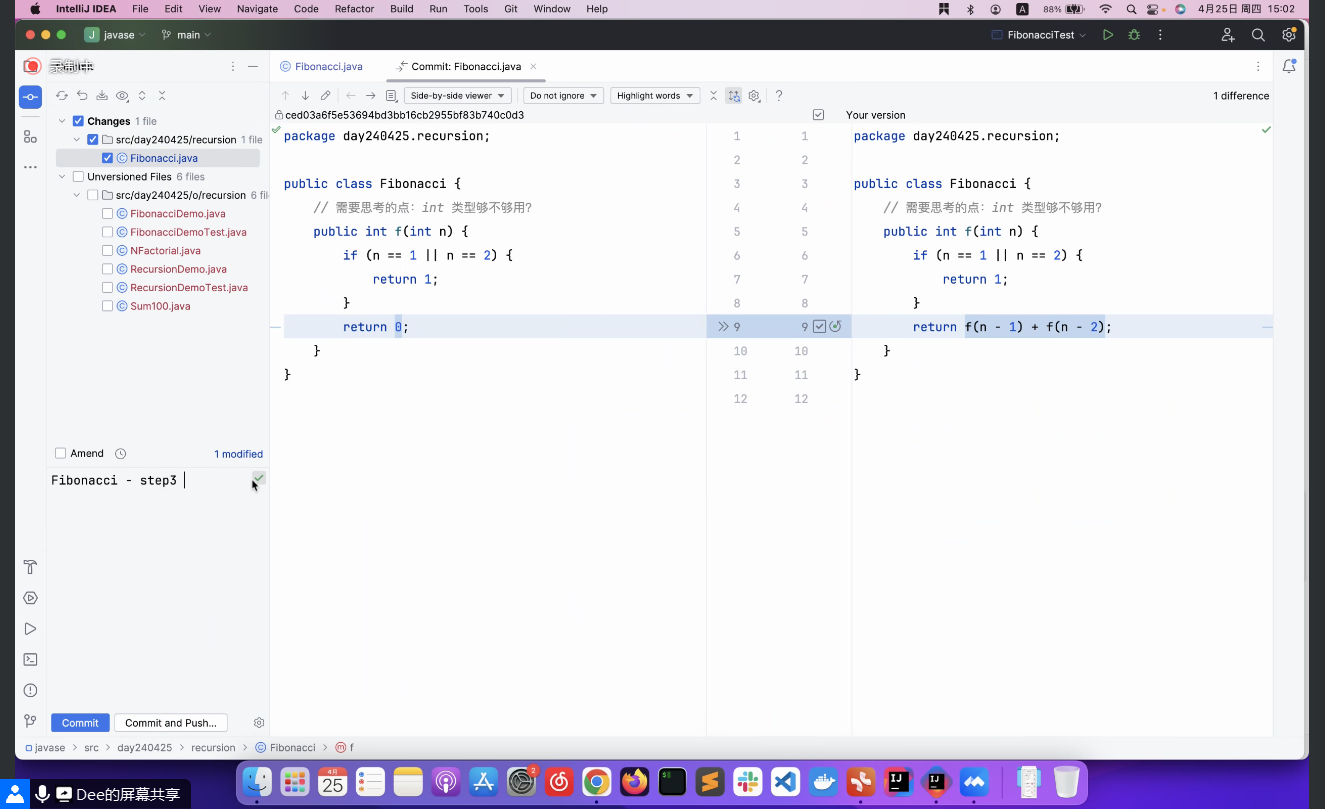 IntelliJ IDEA File Edit View Navigate Code Refactor Build Run Tools Git Window Help A 88% 4月25日 周四 15:02
J javase main FibonacciTest
录制中 Fibonacci.java Commit: Fibonacci.java
Side-by-side viewer Do not ignore Highlight words ? 1 difference
ced03a6f5e53694bd3bb16cb2955bf83b740c0d3 Your version
Changes 1 file
src/day240425/recursion 1 file
Fibonacci.java
Unversioned Files 6 files
src/day240425/o/recursion 6 fil
FibonacciDemo.java
FibonacciDemoTest.java
NFactorial.java
RecursionDemo.java
RecursionDemoTest.java
Sum100.java
Amend 1 modified
Fibonacci - step3
Commit Commit and Push...
package day240425.recursion;
public class Fibonacci {
// 需要思考的点：int 类型够不够用？
public int f(int n) {
if (n == 1 || n == 2) {
return 1;
}
return 0;
}
}
1 1
2 2
3 3
4 4
5 5
6 6
7 7
8 8
9 9
10 10
11 11
12 12
package day240425.recursion;
public class Fibonacci {
// 需要思考的点：int 类型够不够用？
public int f(int n) {
if (n == 1 || n == 2) {
return 1;
}
return f(n - 1) + f(n - 2);
}
}
javase > src > day240425 > recursion > Fibonacci > m f
4月
25
2
$
IJ
IJ
Dee的屏幕共享